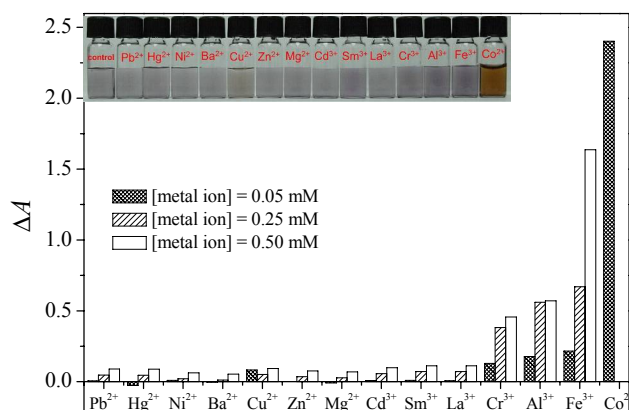 2.5
2.0
1.5
1.0
0.5
0.0
ΔA
control Pb²⁺ Hg²⁺ Ni²⁺ Ba²⁺ Cu²⁺ Zn²⁺ Mg²⁺ Cd³⁺ Sm³⁺ La³⁺ Cr³⁺ Al³⁺ Fe³⁺ Co²⁺
[metal ion] = 0.05 mM
[metal ion] = 0.25 mM
[metal ion] = 0.50 mM
Pb²⁺ Hg²⁺ Ni²⁺ Ba²⁺ Cu²⁺ Zn²⁺ Mg²⁺ Cd³⁺ Sm³⁺ La³⁺ Cr³⁺ Al³⁺ Fe³⁺ Co²